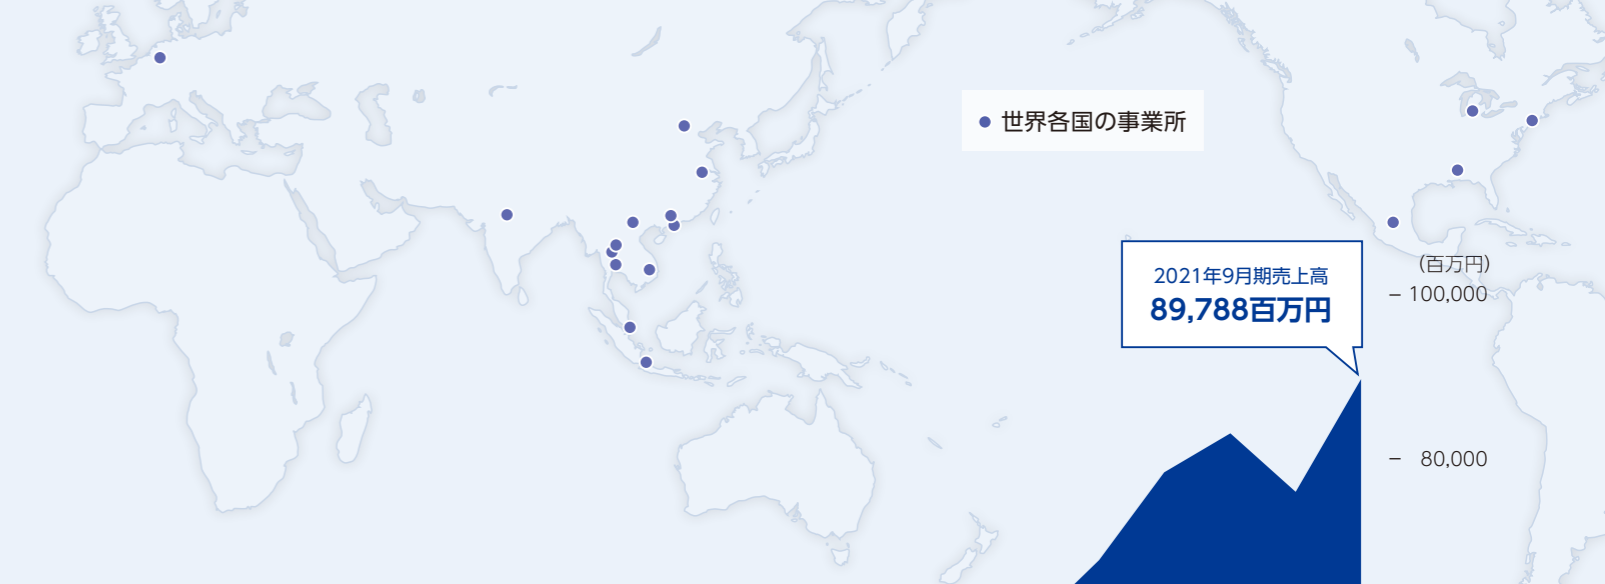 世界各国の事業所
2021年9月期売上高
89,788百万円
(百万円)
100,000
80,000